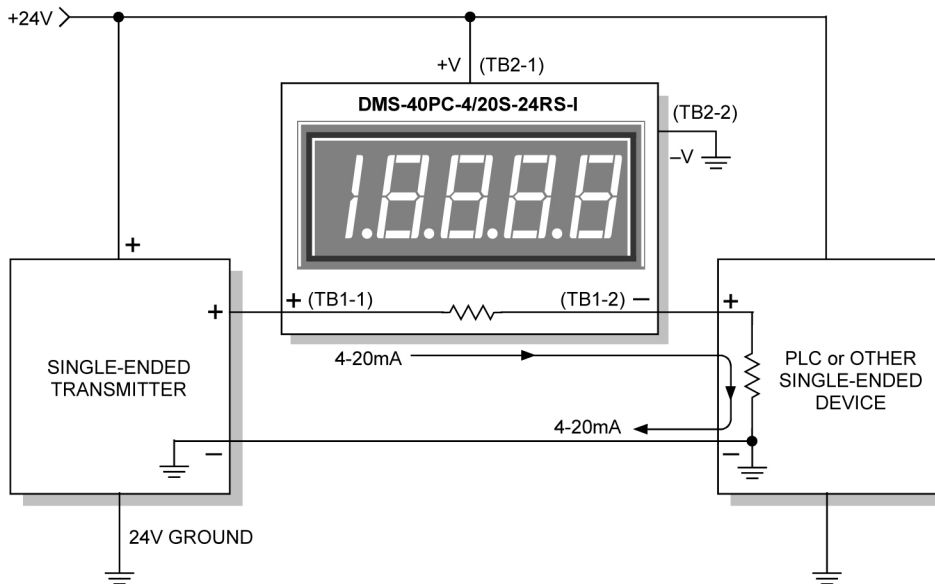 +24V
+V (TB2-1)
DMS-40PC-4/20S-24RS-I
(TB2-2)
–V
1.8.8.8.8
+
+
+ (TB1-1)
(TB1-2) –
+
SINGLE-ENDED
TRANSMITTER
4-20mA
PLC or OTHER
SINGLE-ENDED
DEVICE
4-20mA
–
–
24V GROUND